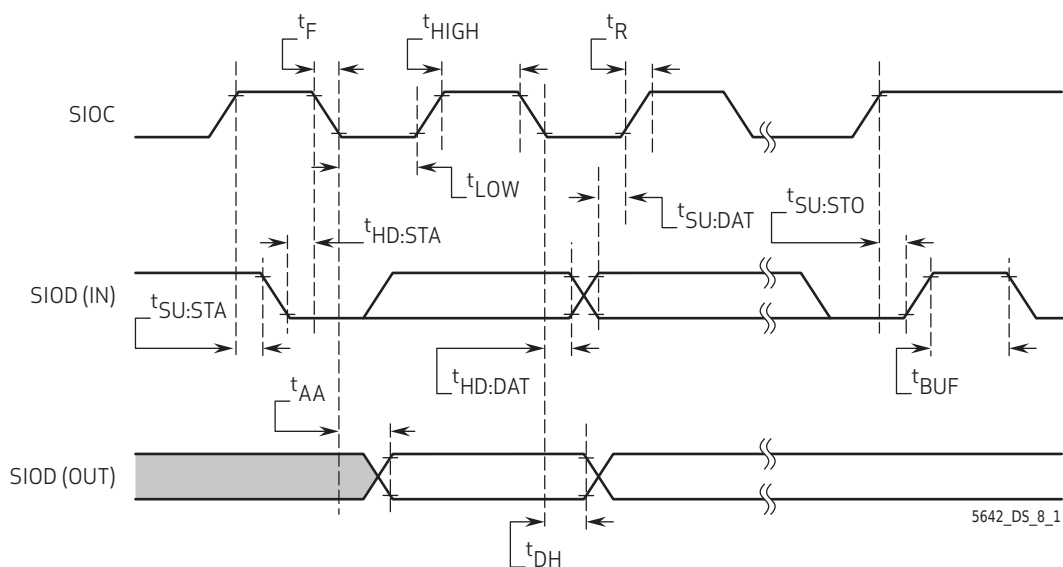 tF
tHIGH
tR
SIOC
tLOW
tSU:DAT
tSU:STO
tHD:STA
SIOD (IN)
tSU:STA
tHD:DAT
tBUF
tAA
SIOD (OUT)
5642_DS_8_1
tDH